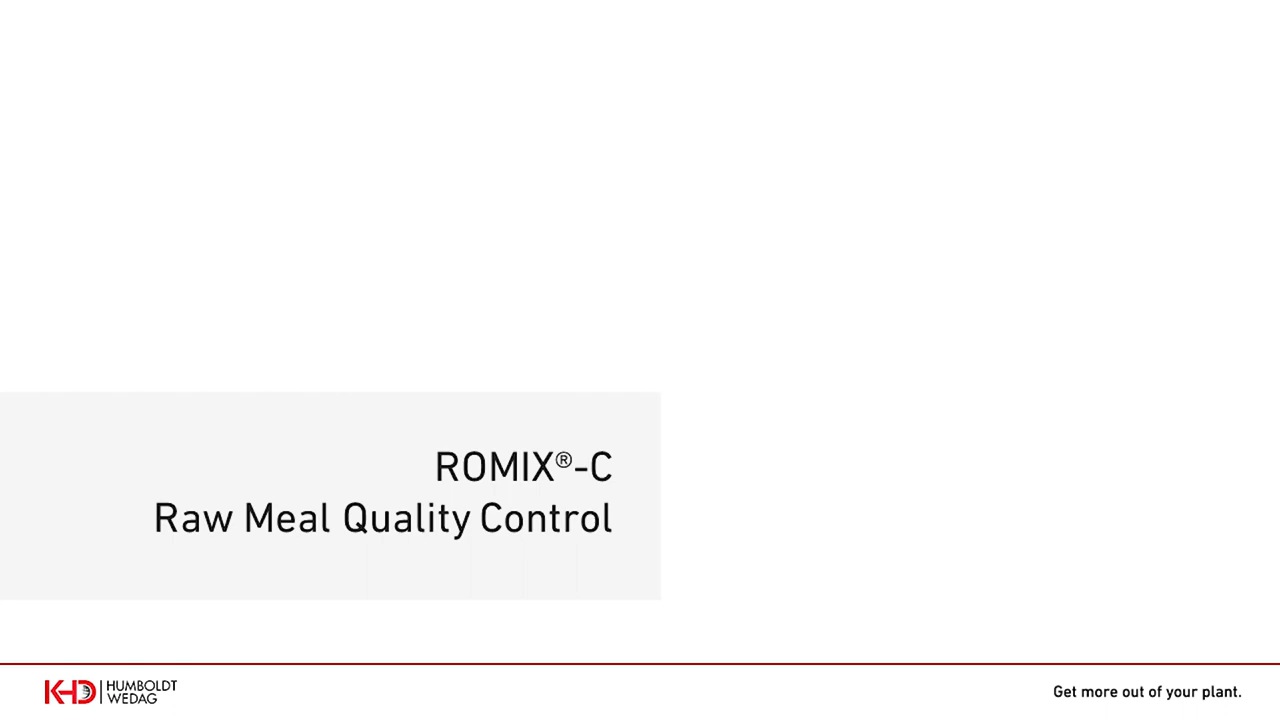 ROMIX®-C
Raw Meal Quality Control
KHD HUMBOLDT
WEDAG
Get more out of your plant.